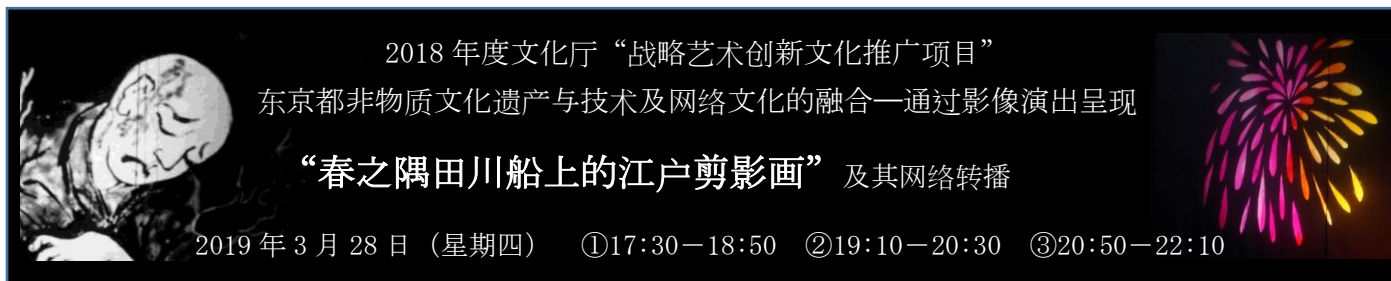 2018 年度文化厅“战略艺术创新文化推广项目”
东京都非物质文化遗产与技术及网络文化的融合—通过影像演出呈现
“春之隅田川船上的江户剪影画”及其网络转播
2019 年 3 月 28 日（星期四） ①17:30－18:50 ②19:10－20:30 ③20:50－22:10